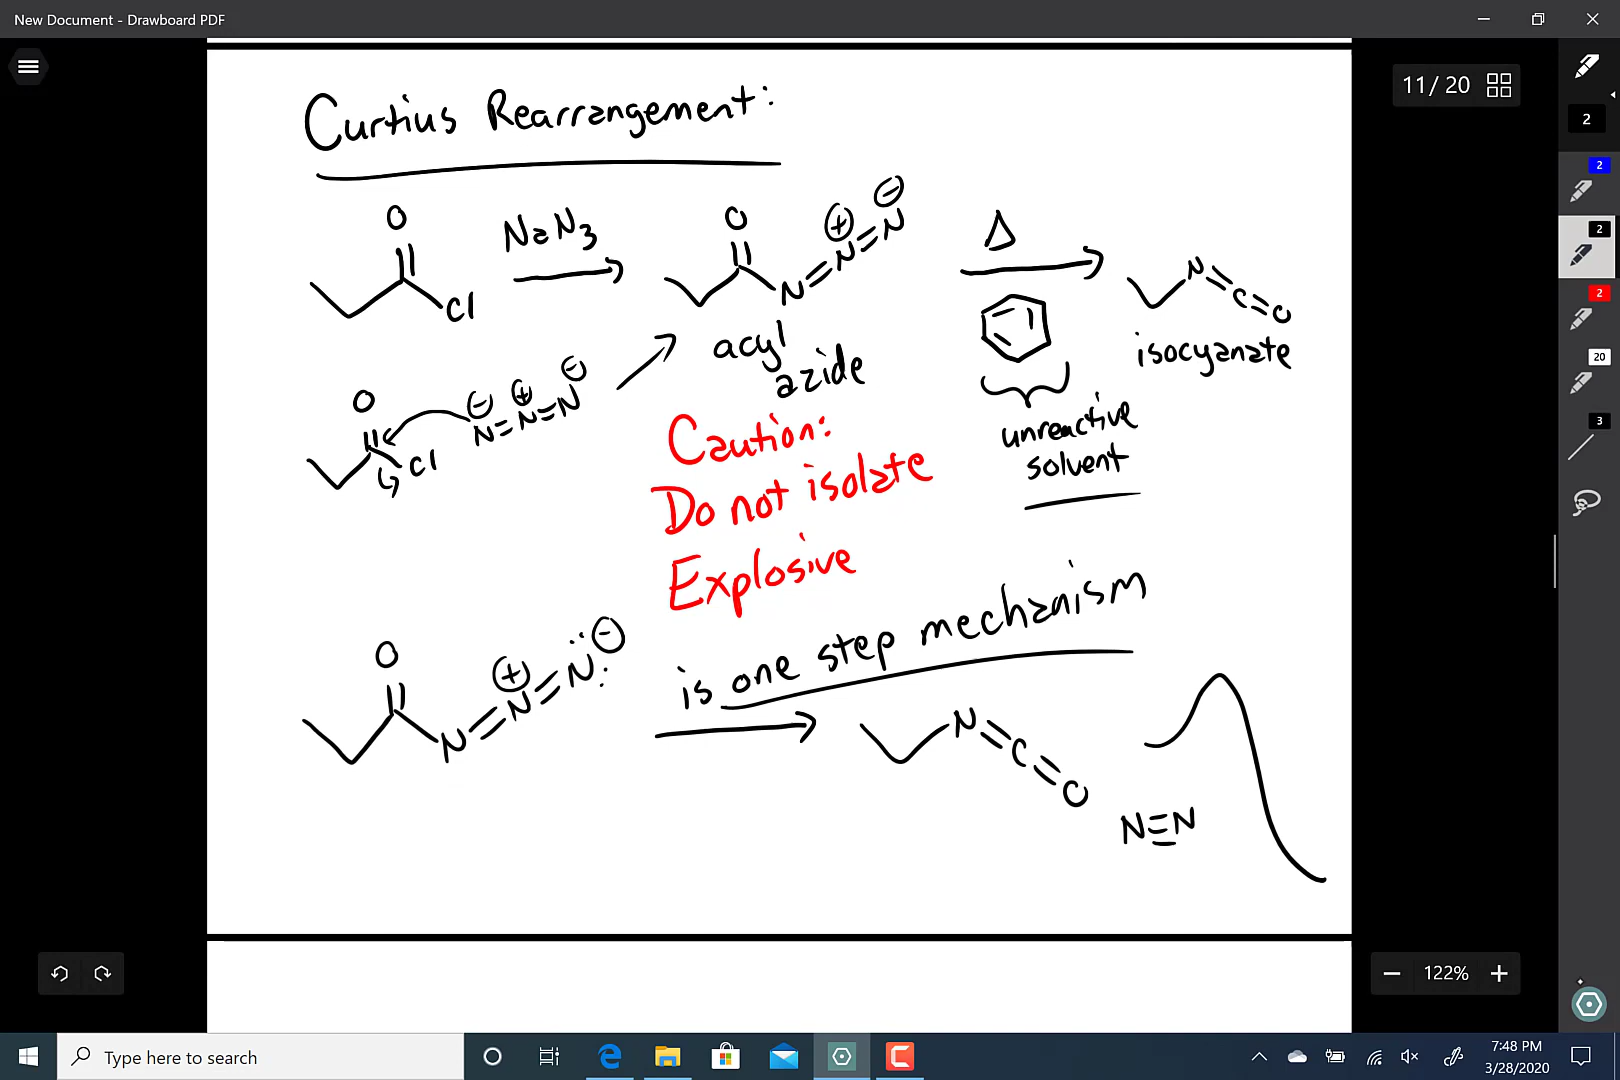 New Document - Drawboard PDF
11 / 20
Curtius Rearrangement:
O
Cl
NaN3
O
N=N=N
⊕
⊖
acyl
azide
Δ
unreactive
solvent
N=C=O
isocyanate
O
Cl
⊖ ⊕ ⊖
N=N=N
Caution:
Do not isolate
Explosive
O
N=N=N
⊕
⊖
is one step mechanism
N=C=O
N≡N
2
2
2
2
20
3
122%
Type here to search
7:48 PM
3/28/2020